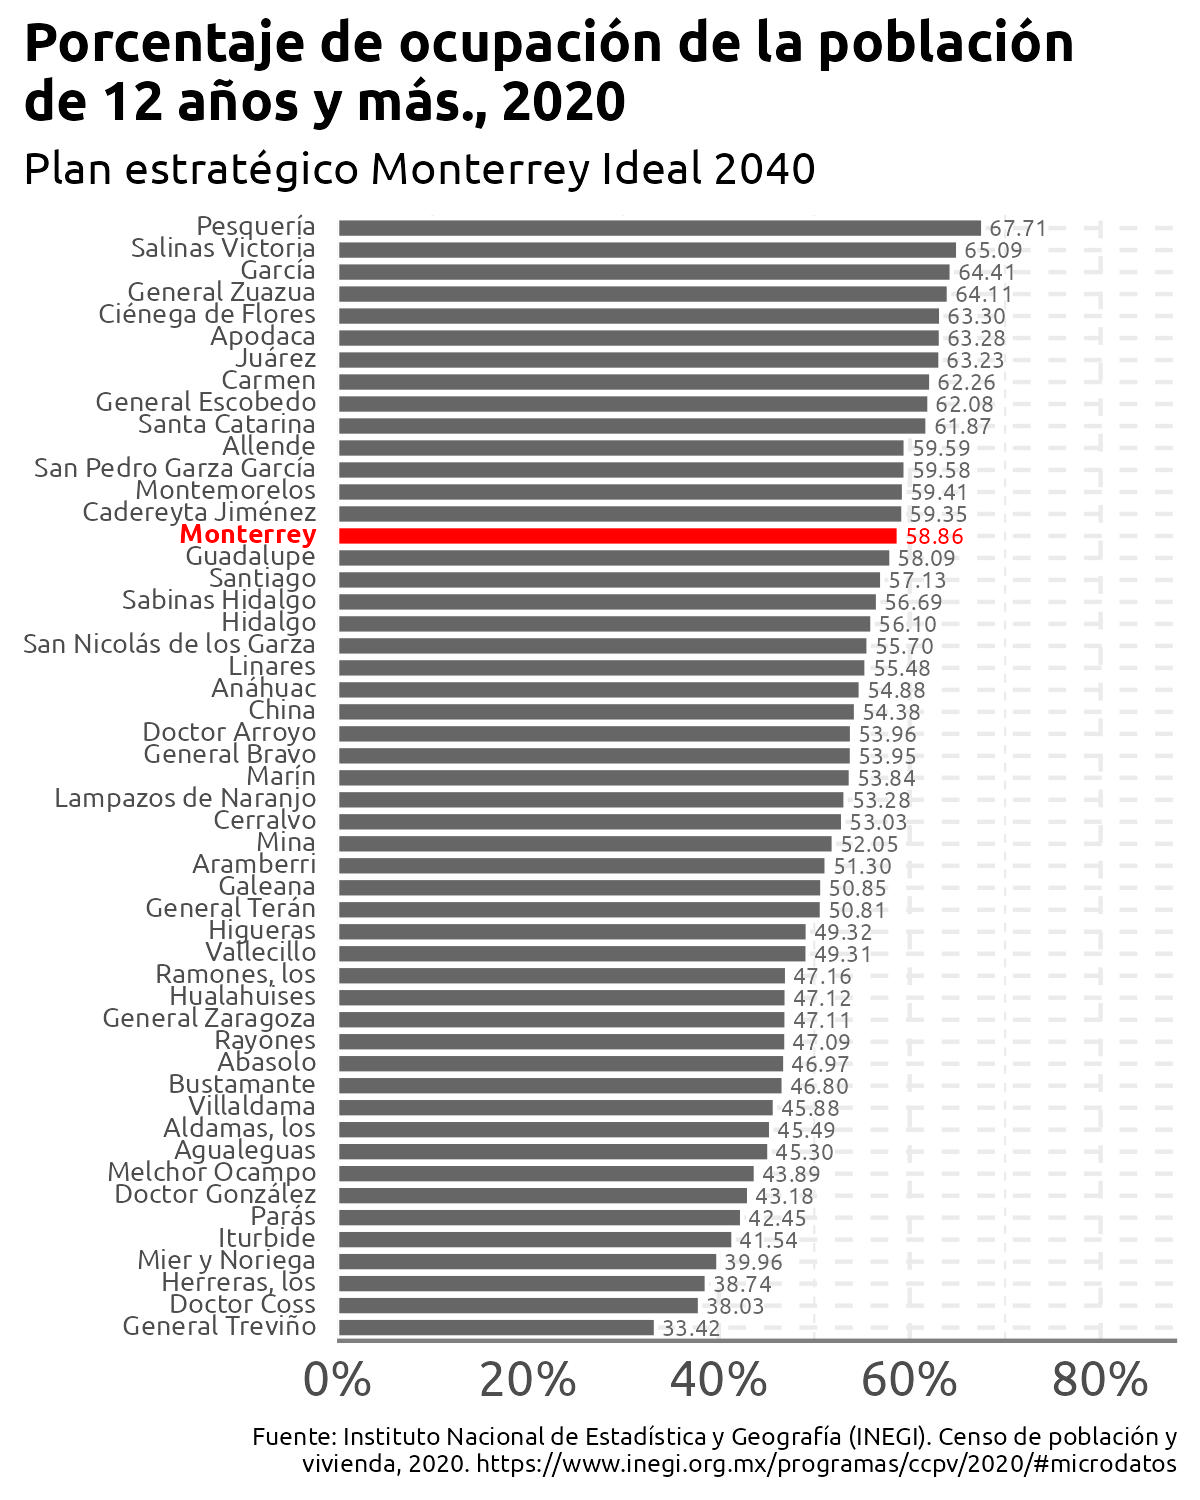 Porcentaje de ocupación de la población
de 12 años y más., 2020
Plan estratégico Monterrey Ideal 2040
Pesquería 67.71
Salinas Victoria 65.09
García 64.41
General Zuazua 64.11
Ciénega de Flores 63.30
Apodaca 63.28
Juárez 63.23
Carmen 62.26
General Escobedo 62.08
Santa Catarina 61.87
Allende 59.59
San Pedro Garza García 59.58
Montemorelos 59.41
Cadereyta Jiménez 59.35
Monterrey 58.86
Guadalupe 58.09
Santiago 57.13
Sabinas Hidalgo 56.69
Hidalgo 56.10
San Nicolás de los Garza 55.70
Linares 55.48
Anáhuac 54.88
China 54.38
Doctor Arroyo 53.96
General Bravo 53.95
Marín 53.84
Lampazos de Naranjo 53.28
Cerralvo 53.03
Mina 52.05
Aramberri 51.30
Galeana 50.85
General Terán 50.81
Higueras 49.32
Vallecillo 49.31
Ramones, los 47.16
Hualahuises 47.12
General Zaragoza 47.11
Rayones 47.09
Abasolo 46.97
Bustamante 46.80
Villaldama 45.88
Aldamas, los 45.49
Agualeguas 45.30
Melchor Ocampo 43.89
Doctor González 43.18
Parás 42.45
Iturbide 41.54
Mier y Noriega 39.96
Herreras, los 38.74
Doctor Coss 38.03
General Treviño 33.42
0% 20% 40% 60% 80%
Fuente: Instituto Nacional de Estadística y Geografía (INEGI). Censo de población y
vivienda, 2020. https://www.inegi.org.mx/programas/ccpv/2020/#microdatos